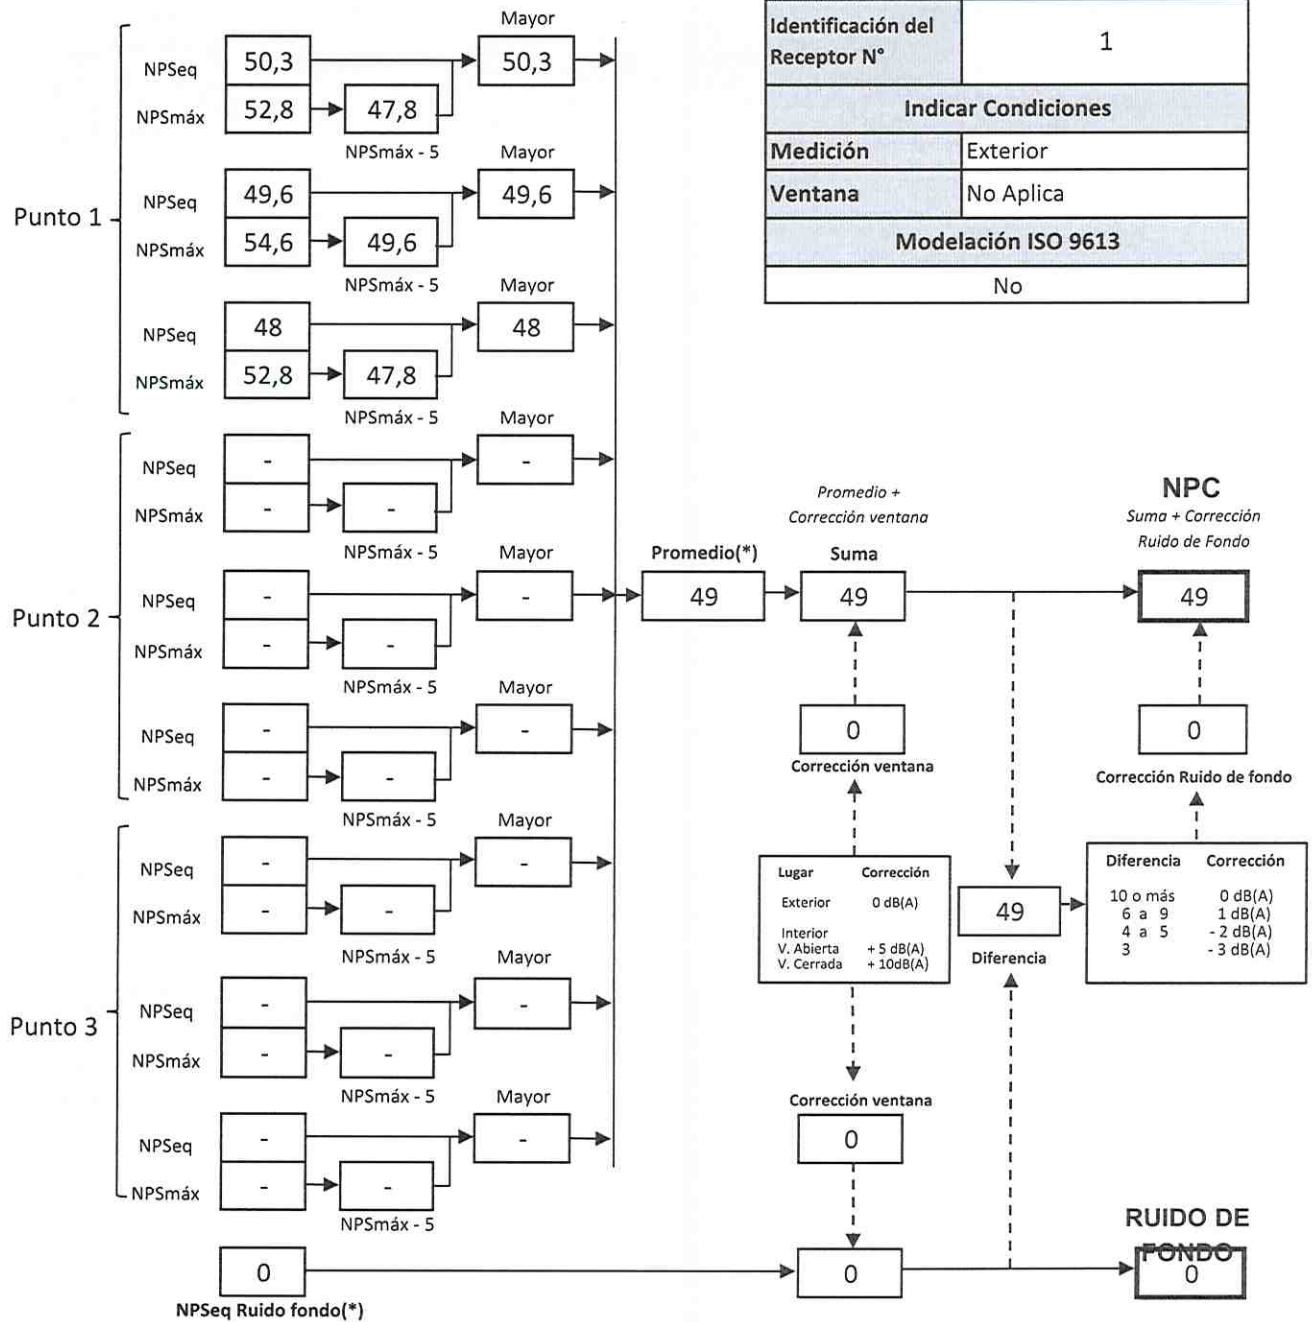 Identificación del Receptor N° 1
Indicar Condiciones
Medición Exterior
Ventana No Aplica
Modelación ISO 9613
No
Punto 1
Mayor
NPSeq 50,3 50,3
NPSmáx 52,8 47,8
NPSmáx - 5
Mayor
NPSeq 49,6 49,6
NPSmáx 54,6 49,6
NPSmáx - 5
Mayor
NPSeq 48 48
NPSmáx 52,8 47,8
NPSmáx - 5
Punto 2
Mayor
NPSeq - -
NPSmáx - -
NPSmáx - 5
Mayor
NPSeq - -
NPSmáx - -
NPSmáx - 5
Mayor
NPSeq - -
NPSmáx - -
NPSmáx - 5
Punto 3
Mayor
NPSeq - -
NPSmáx - -
NPSmáx - 5
Mayor
NPSeq - -
NPSmáx - -
NPSmáx - 5
Mayor
NPSeq - -
NPSmáx - -
NPSmáx - 5
0
NPSeq Ruido fondo(*)
Promedio(*)
49
Promedio +
Corrección ventana
Suma
49
0
Corrección ventana
Lugar Corrección
Exterior 0 dB(A)
Interior
V. Abierta + 5 dB(A)
V. Cerrada + 10dB(A)
Corrección ventana
0
0
49
Diferencia
NPC
Suma + Corrección
Ruido de Fondo
49
0
Corrección Ruido de fondo
Diferencia Corrección
10 o más 0 dB(A)
6 a 9 1 dB(A)
4 a 5 - 2 dB(A)
3 - 3 dB(A)
RUIDO DE
FONDO
0